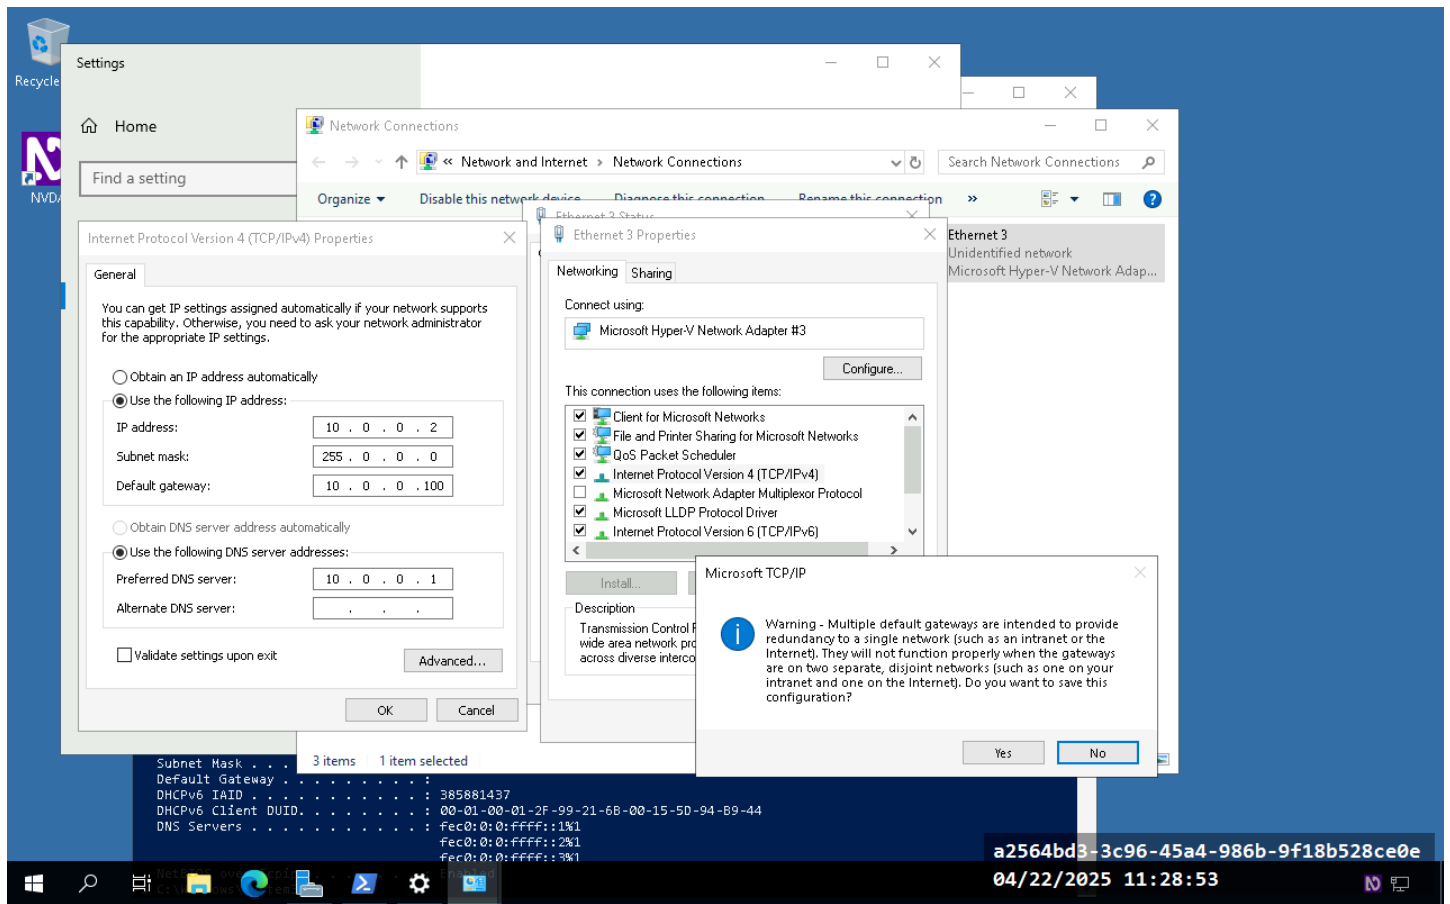 Recycle
NVDA
Settings
Home
Find a setting
Network Connections
« Network and Internet › Network Connections
Search Network Connections
Organize
Disable this network device
Diagnose this connection
Rename this connection
»
Ethernet 3 Status
Ethernet 3
Unidentified network
Microsoft Hyper-V Network Adap...
Internet Protocol Version 4 (TCP/IPv4) Properties
General
You can get IP settings assigned automatically if your network supports
this capability. Otherwise, you need to ask your network administrator
for the appropriate IP settings.
Obtain an IP address automatically
Use the following IP address:
IP address:
10 . 0 . 0 . 2
Subnet mask:
255 . 0 . 0 . 0
Default gateway:
10 . 0 . 0 . 100
Obtain DNS server address automatically
Use the following DNS server addresses:
Preferred DNS server:
10 . 0 . 0 . 1
Alternate DNS server:
. . .
Validate settings upon exit
Advanced...
OK
Cancel
Ethernet 3 Properties
Networking
Sharing
Connect using:
Microsoft Hyper-V Network Adapter #3
Configure...
This connection uses the following items:
Client for Microsoft Networks
File and Printer Sharing for Microsoft Networks
QoS Packet Scheduler
Internet Protocol Version 4 (TCP/IPv4)
Microsoft Network Adapter Multiplexor Protocol
Microsoft LLDP Protocol Driver
Internet Protocol Version 6 (TCP/IPv6)
Install...
Description
Transmission Control
wide area network
across diverse
Microsoft TCP/IP
Warning - Multiple default gateways are intended to provide
redundancy to a single network (such as an intranet or the
Internet). They will not function properly when the gateways
are on two separate, disjoint networks (such as one on your
intranet and one on the Internet). Do you want to save this
configuration?
Yes
No
3 items
1 item selected
Subnet Mask . . . .
Default Gateway . . . . . . . . . :
DHCPv6 IAID . . . . . . . . . . . : 385881437
DHCPv6 Client DUID. . . . . . . . : 00-01-00-01-2F-99-21-6B-00-15-5D-94-B9-44
DNS Servers . . . . . . . . . . . : fec0:0:0:ffff::1%1
fec0:0:0:ffff::2%1
fec0:0:0:ffff::3%1
a2564bd3-3c96-45a4-986b-9f18b528ce0e
04/22/2025 11:28:53